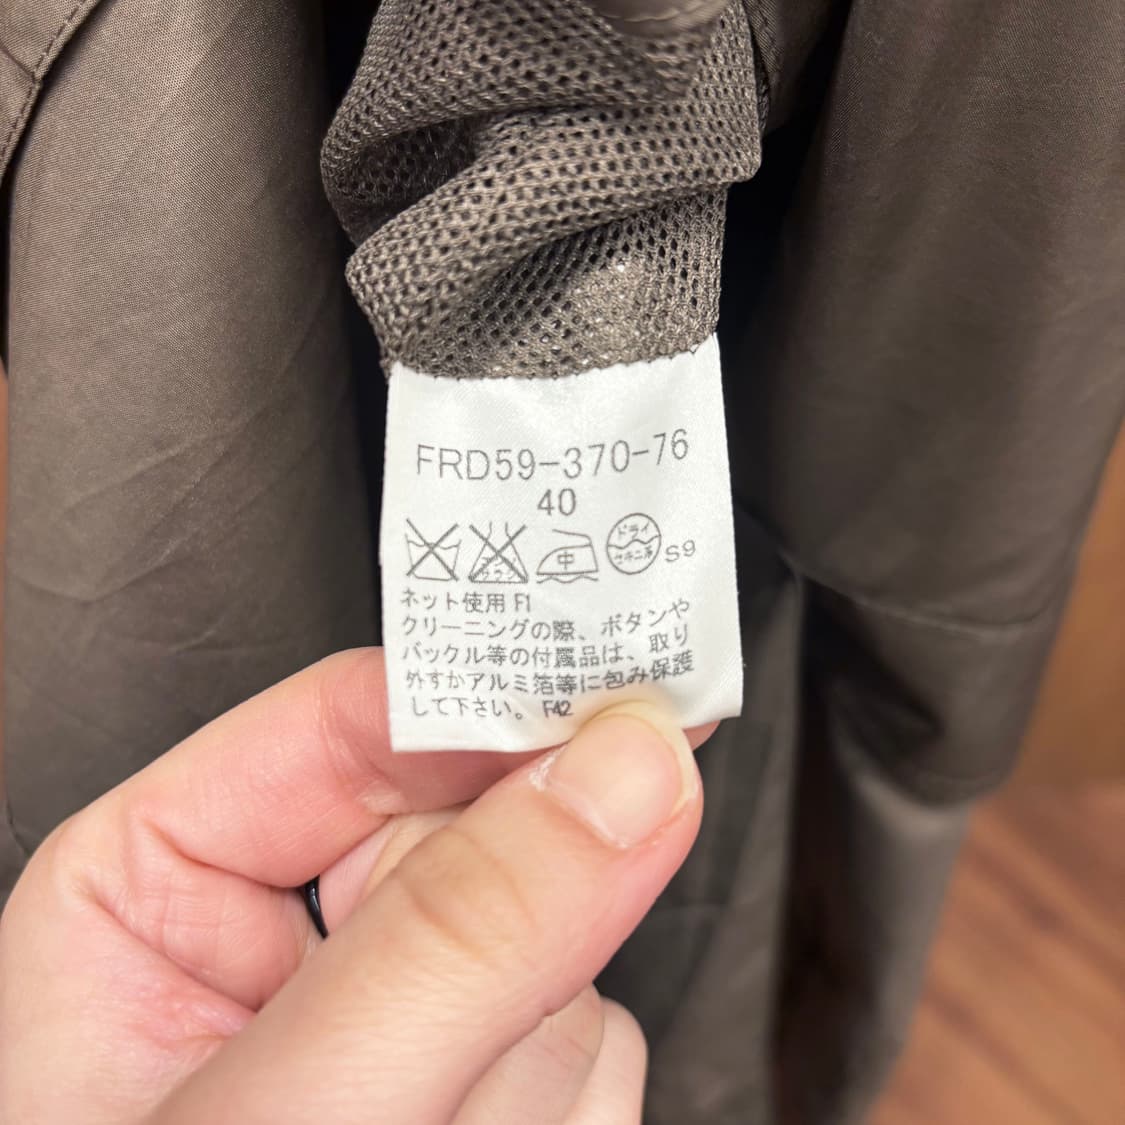 FRD59-370-76
40
中 ドライ セキユ系 S9
ネット使用 F1
クリーニングの際、ボタンや
バックル等の付属品は、取り
外すかアルミ箔等に包み保護
して下さい。 F42